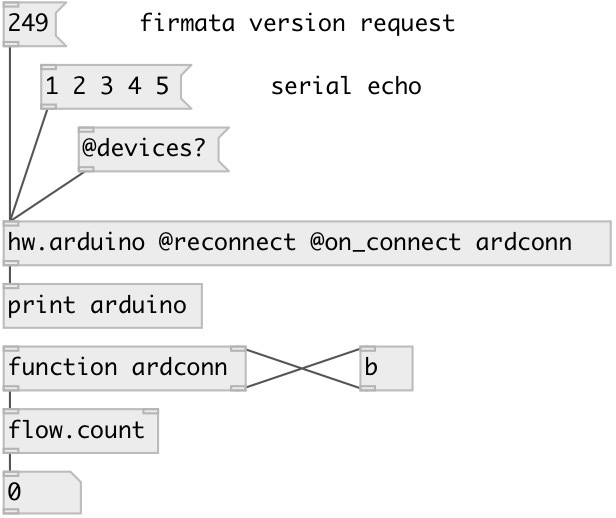 249
firmata version request
1 2 3 4 5
serial echo
@devices?
hw.arduino @reconnect @on_connect ardconn
print arduino
function ardconn
b
flow.count
0